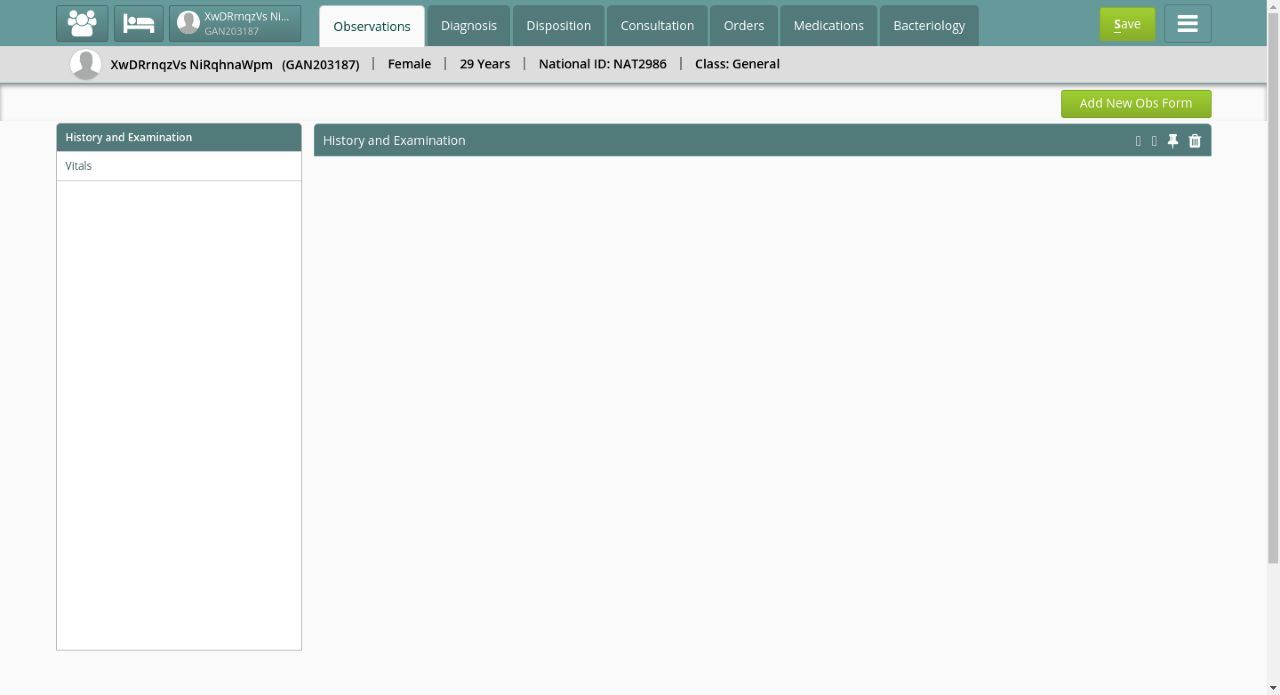 XwDRrnqzVs Ni...
GAN203187
Observations
Diagnosis
Disposition
Consultation
Orders
Medications
Bacteriology
Save
XwDRrnqzVs NiRqhnaWpm (GAN203187) | Female | 29 Years | National ID: NAT2986 | Class: General
Add New Obs Form
History and Examination
Vitals
History and Examination